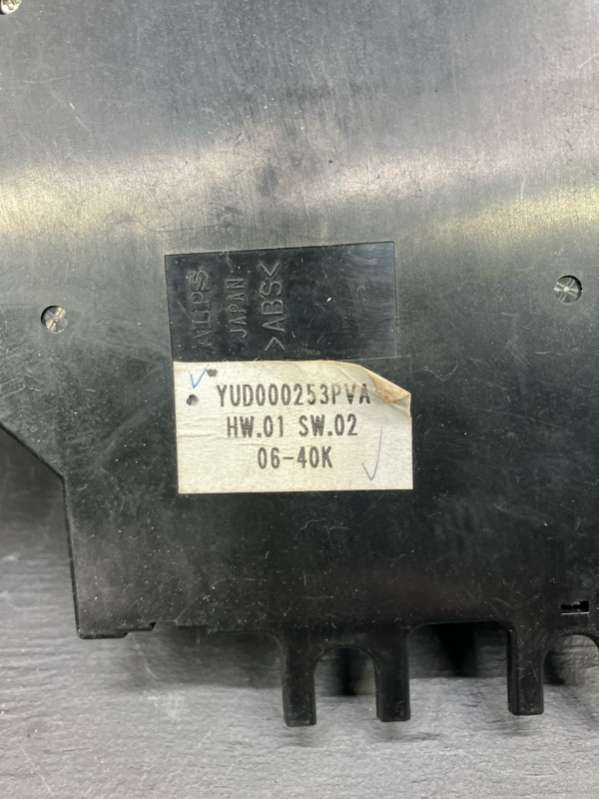 ALPS
JAPAN
>ABS<
YUD000253PVA
HW.01 SW.02
06-40K